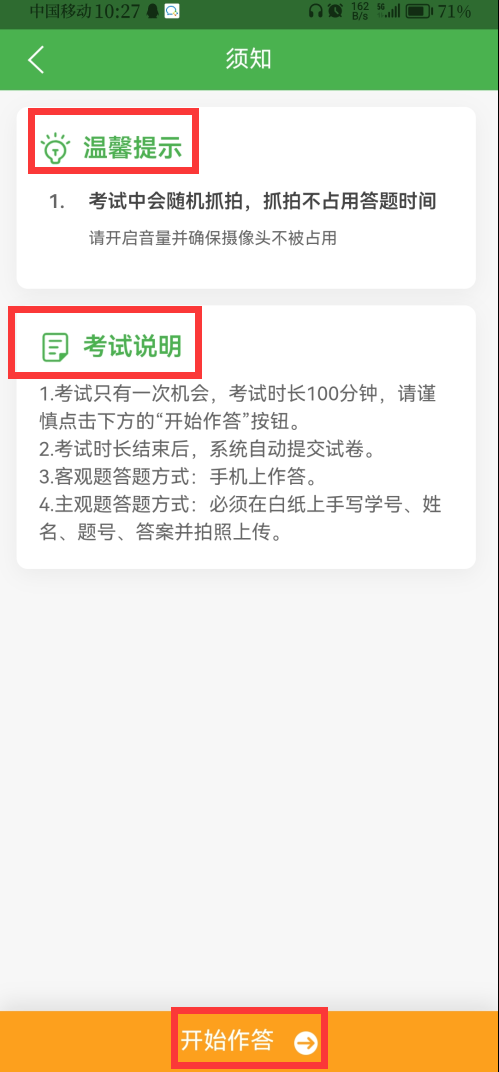 中国移动 10:27 162 B/s 5G 71%
须知
温馨提示
1. 考试中会随机抓拍，抓拍不占用答题时间
请开启音量并确保摄像头不被占用
考试说明
1.考试只有一次机会，考试时长100分钟，请谨
慎点击下方的“开始作答”按钮。
2.考试时长结束后，系统自动提交试卷。
3.客观题答题方式：手机上作答。
4.主观题答题方式：必须在白纸上手写学号、姓
名、题号、答案并拍照上传。
开始作答